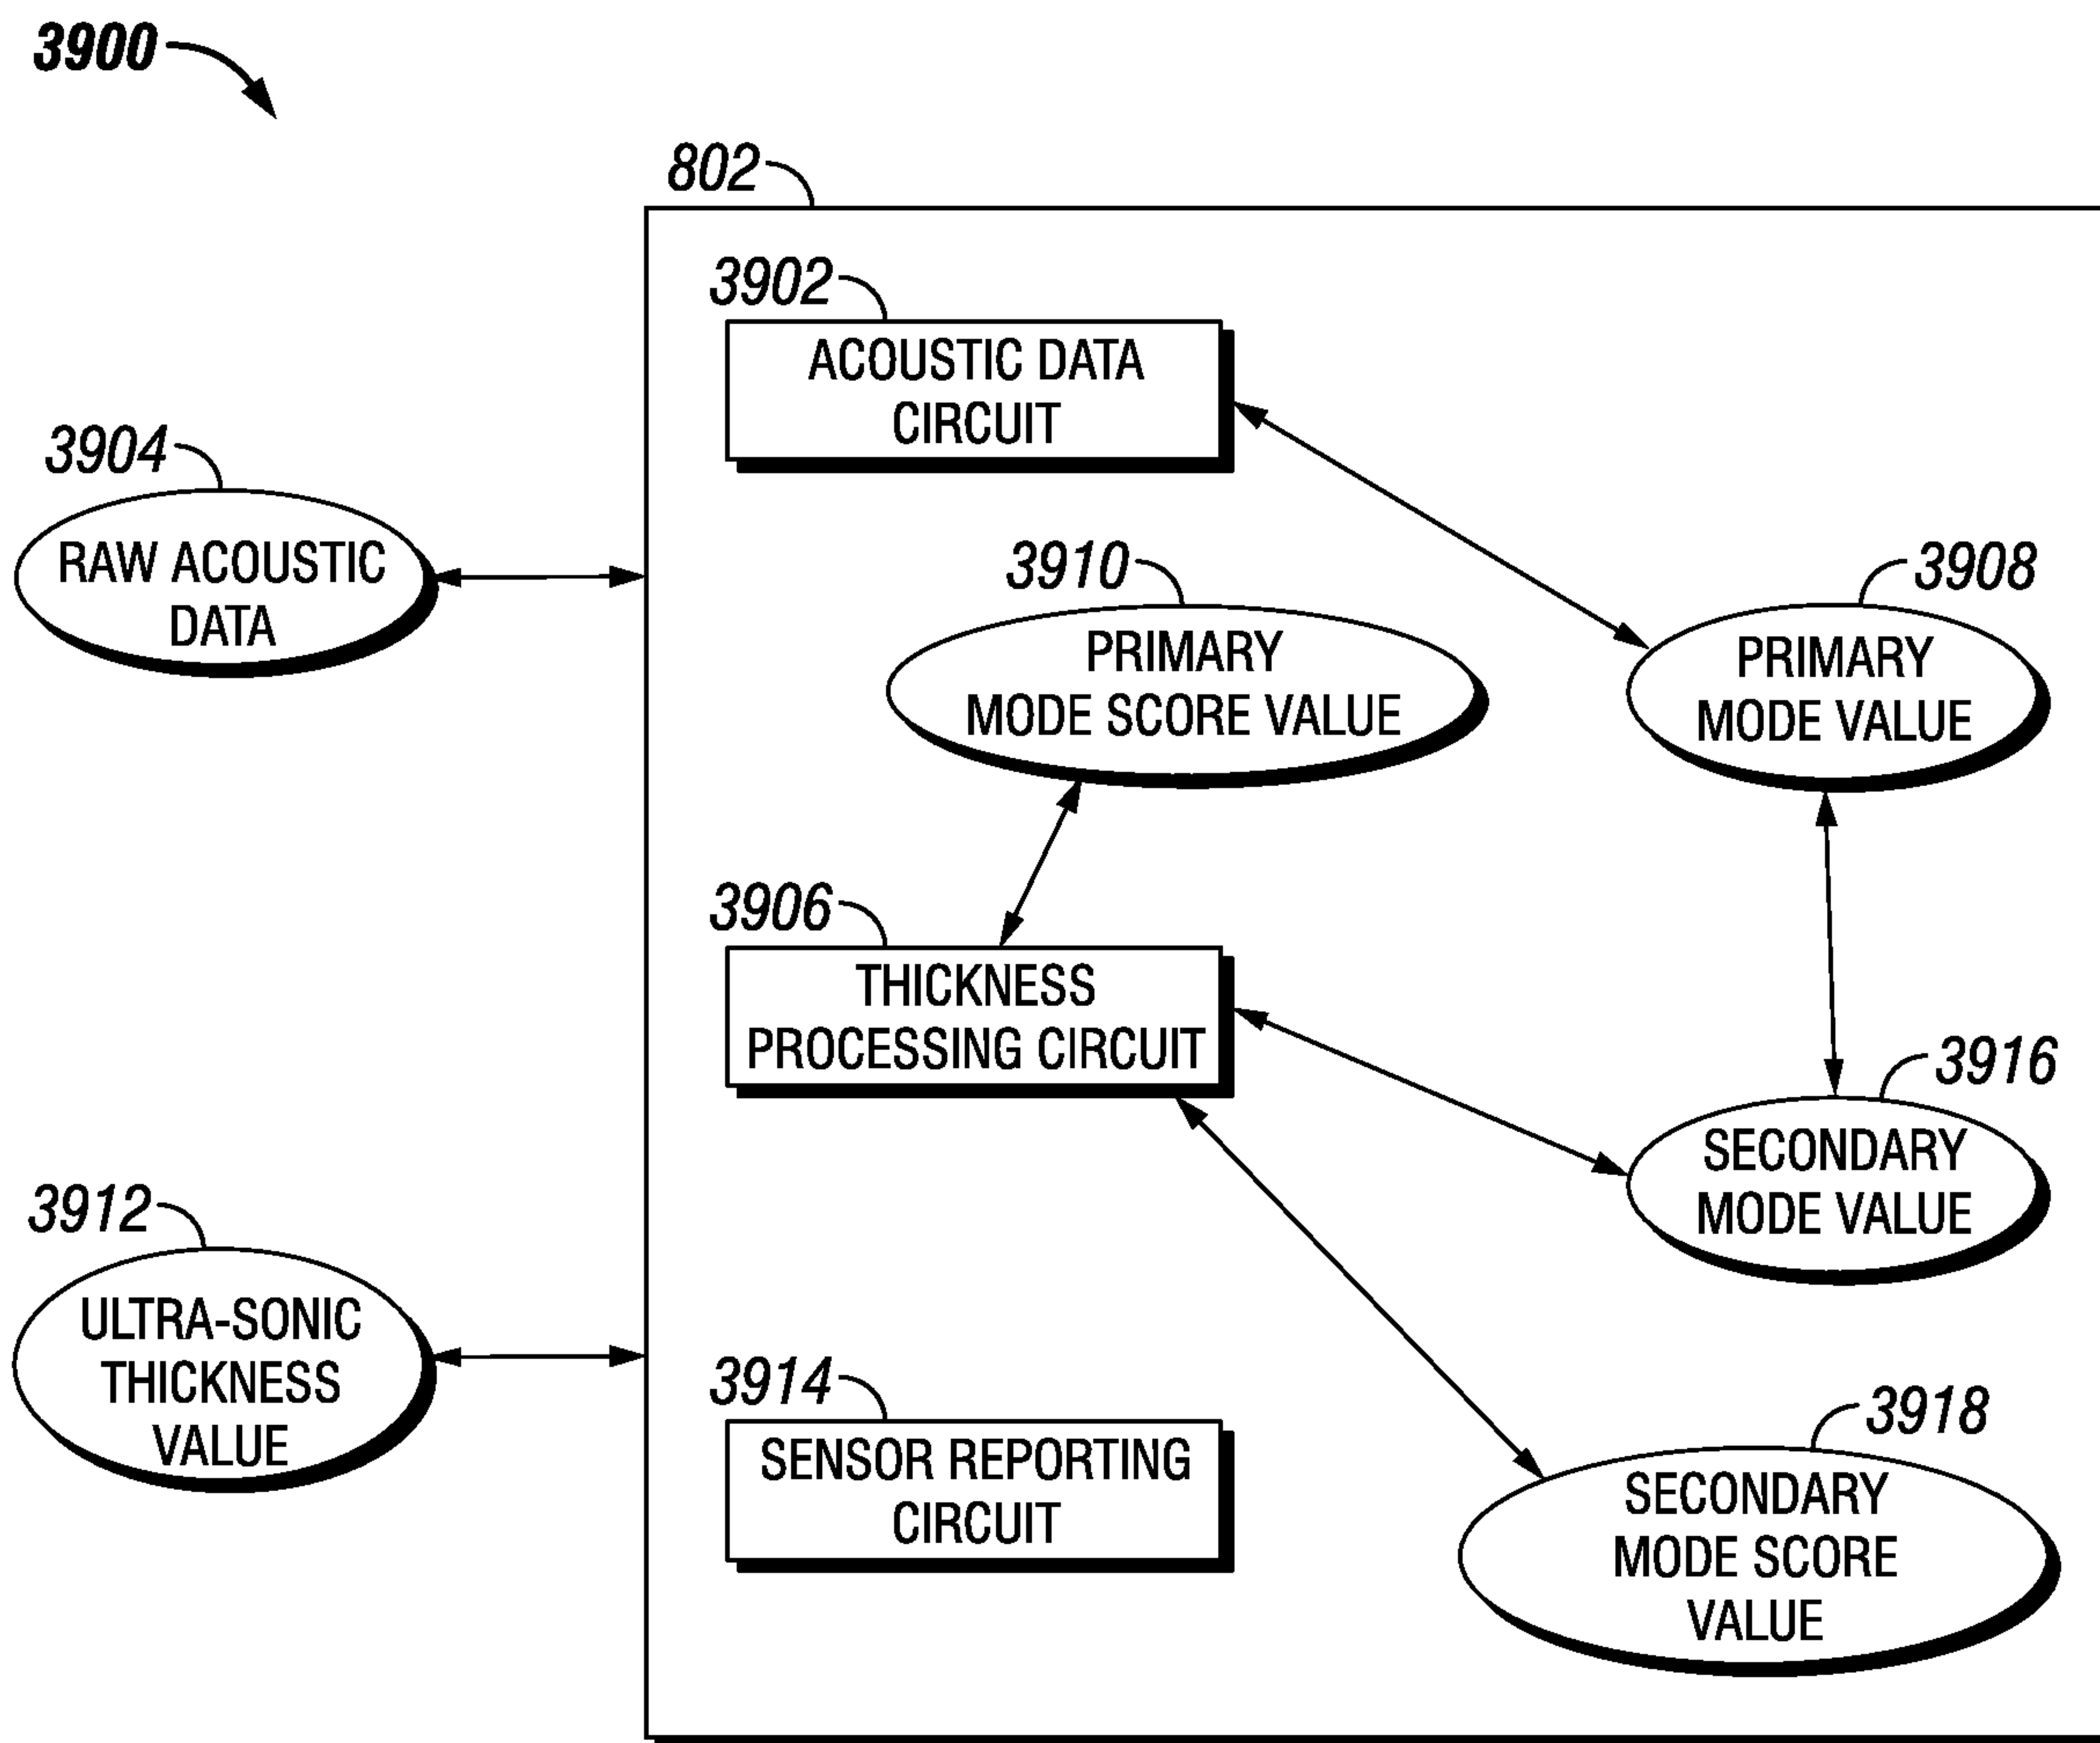 3900
802
3902
ACOUSTIC DATA
CIRCUIT
3904
RAW ACOUSTIC
DATA
3910
PRIMARY
MODE SCORE VALUE
3908
PRIMARY
MODE VALUE
3906
THICKNESS
PROCESSING CIRCUIT
3916
SECONDARY
MODE VALUE
3912
ULTRA-SONIC
THICKNESS
VALUE
3914
SENSOR REPORTING
CIRCUIT
3918
SECONDARY
MODE SCORE
VALUE